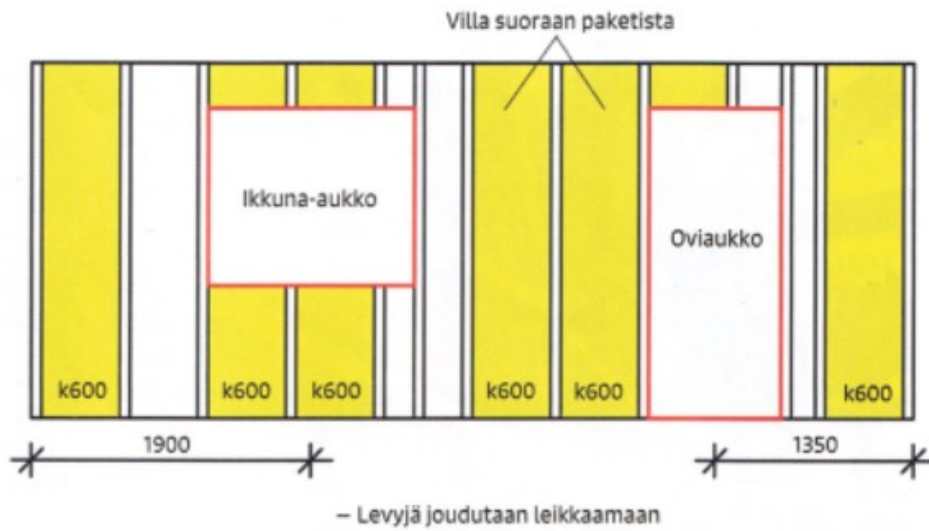 Villa suoraan paketista
Ikkuna-aukko
Oviaukko
k600 k600 k600 k600 k600 k600
1900 1350
– Levyjä joudutaan leikkaamaan